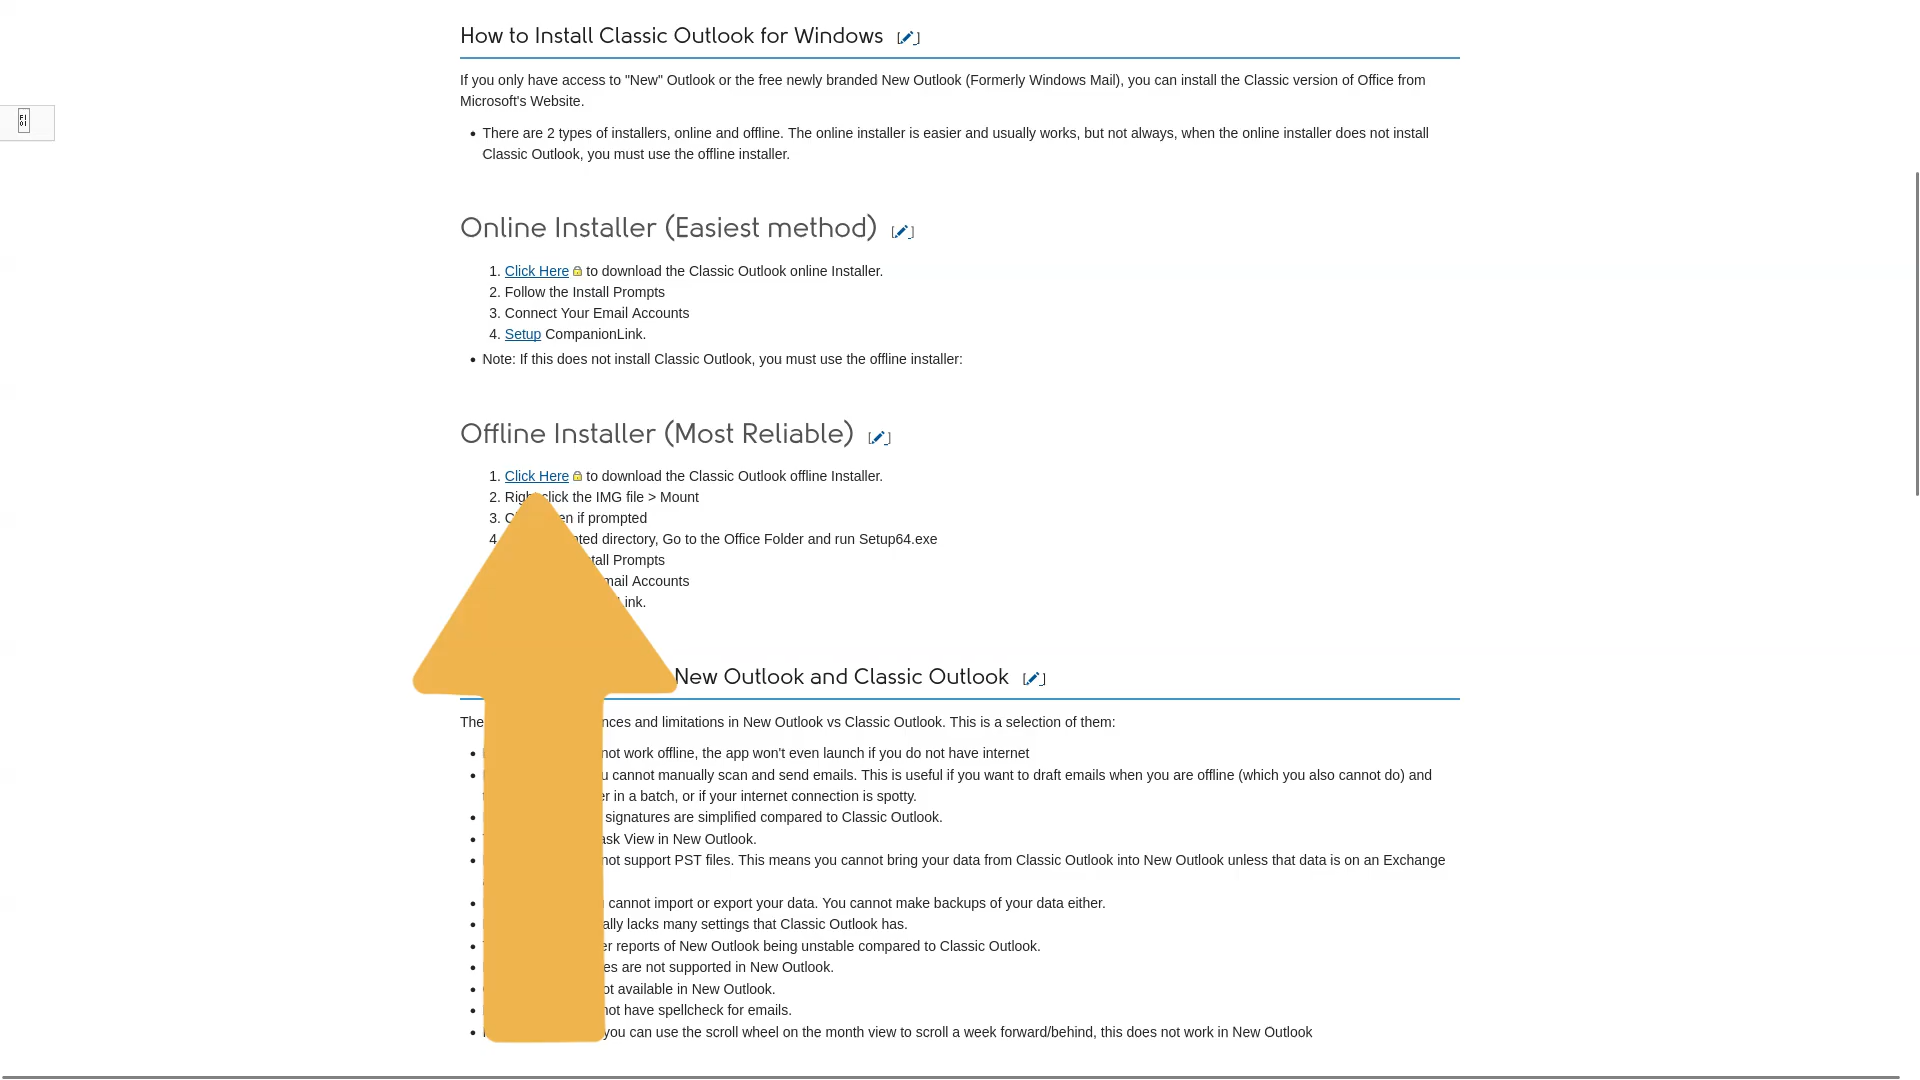 How to Install Classic Outlook for Windows []
If you only have access to "New" Outlook or the free newly branded New Outlook (Formerly Windows Mail), you can install the Classic version of Office from
Microsoft's Website.
• There are 2 types of installers, online and offline. The online installer is easier and usually works, but not always, when the online installer does not install
Classic Outlook, you must use the offline installer.
Online Installer (Easiest method) []
1. Click Here to download the Classic Outlook online Installer.
2. Follow the Install Prompts
3. Connect Your Email Accounts
4. Setup CompanionLink.
• Note: If this does not install Classic Outlook, you must use the offline installer:
Offline Installer (Most Reliable) []
1. Click Here to download the Classic Outlook offline Installer.
2. click the IMG file > Mount
3. if prompted
4. directory, Go to the Office Folder and run Setup64.exe
Prompts
Accounts
New Outlook and Classic Outlook []
and limitations in New Outlook vs Classic Outlook. This is a selection of them:
• not work offline, the app won't even launch if you do not have internet
• cannot manually scan and send emails. This is useful if you want to draft emails when you are offline (which you also cannot do) and
in a batch, or if your internet connection is spotty.
• signatures are simplified compared to Classic Outlook.
• View in New Outlook.
• not support PST files. This means you cannot bring your data from Classic Outlook into New Outlook unless that data is on an Exchange
• cannot import or export your data. You cannot make backups of your data either.
• lacks many settings that Classic Outlook has.
• reports of New Outlook being unstable compared to Classic Outlook.
• are not supported in New Outlook.
• available in New Outlook.
• not have spellcheck for emails.
• you can use the scroll wheel on the month view to scroll a week forward/behind, this does not work in New Outlook